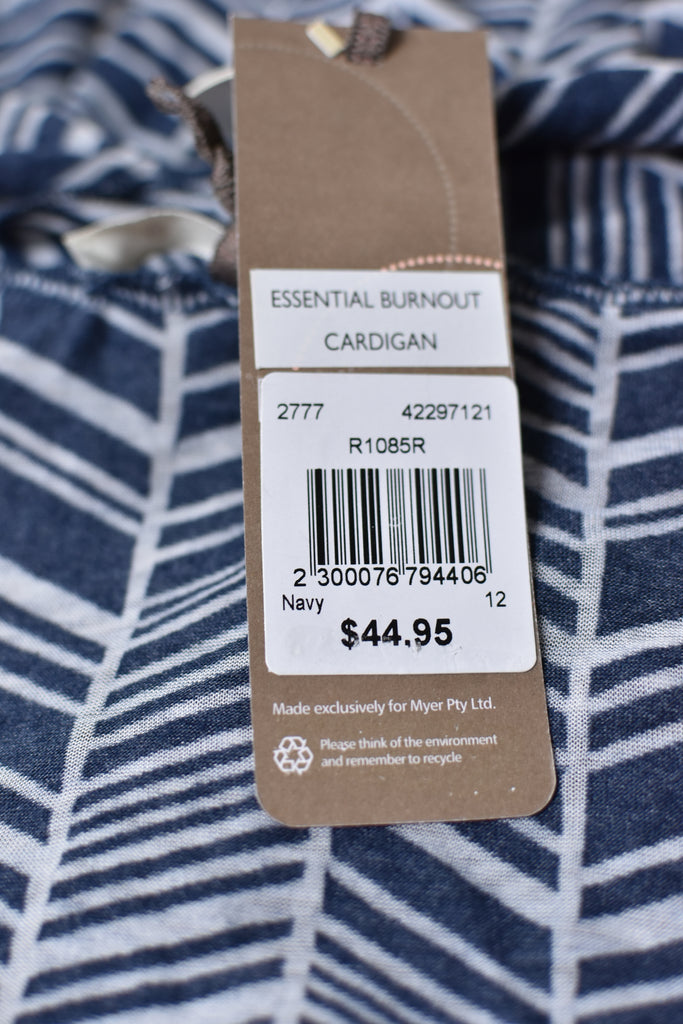 ESSENTIAL BURNOUT
CARDIGAN
2777 42297121
R1085R
2 300076 794406
Navy 12
$44.95
Made exclusively for Myer Pty Ltd.
Please think of the environment
and remember to recycle